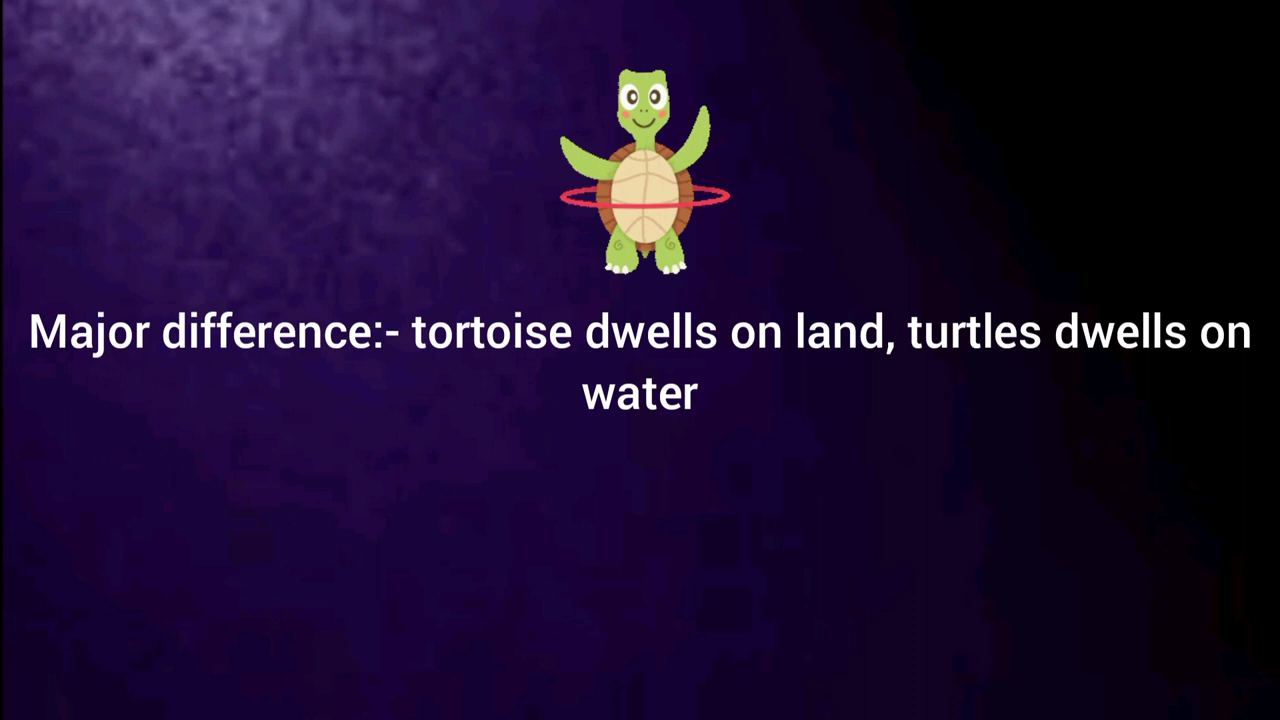 Major difference:- tortoise dwells on land, turtles dwells on
water